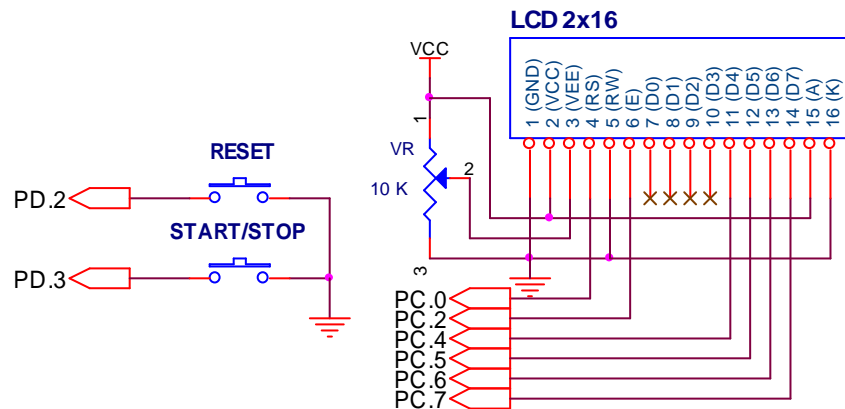 LCD 2x16
VCC
1 (GND)
2 (VCC)
3 (VEE)
4 (RS)
5 (RW)
6 (E)
7 (D0)
8 (D1)
9 (D2)
10 (D3)
11 (D4)
12 (D5)
13 (D6)
14 (D7)
15 (A)
16 (K)
1
VR
2
10 K
3
RESET
PD.2
START/STOP
PD.3
PC.0
PC.2
PC.4
PC.5
PC.6
PC.7